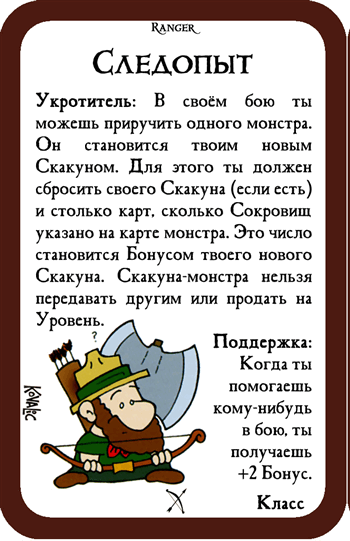 Ranger
Следопыт
Укротитель: В своём бою ты
можешь приручить одного монстра.
Он становится твоим новым
Скакуном. Для этого ты должен
сбросить своего Скакуна (если есть)
и столько карт, сколько Сокровищ
указано на карте монстра. Это число
становится Бонусом твоего нового
Скакуна. Скакуна-монстра нельзя
передавать другим или продать на
Уровень.
?
Поддержка:
Когда ты
помогаешь
кому-нибудь
в бою, ты
получаешь
+2 Бонус.
Kovalic
Класс